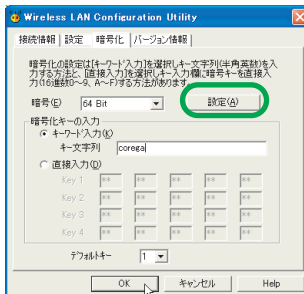 Wireless LAN Configuration Utility
接続情報 設定 暗号化 バージョン情報
暗号化の設定は[キーワード入力]を選択しキー文字列(半角英数)を入
力する方法と、[直接入力]を選択しキー入力欄に暗号キーを直接入
力(16進数0~9、A~F)する方法があります。
暗号(E) 64 Bit 設定(A)
暗号化キーの入力
キーワード入力(K)
キー文字列 corega
直接入力(D)
Key 1 ** ** ** ** **
Key 2 ** ** ** ** **
Key 3 ** ** ** ** **
Key 4 ** ** ** ** **
デフォルトキー 1
OK キャンセル Help